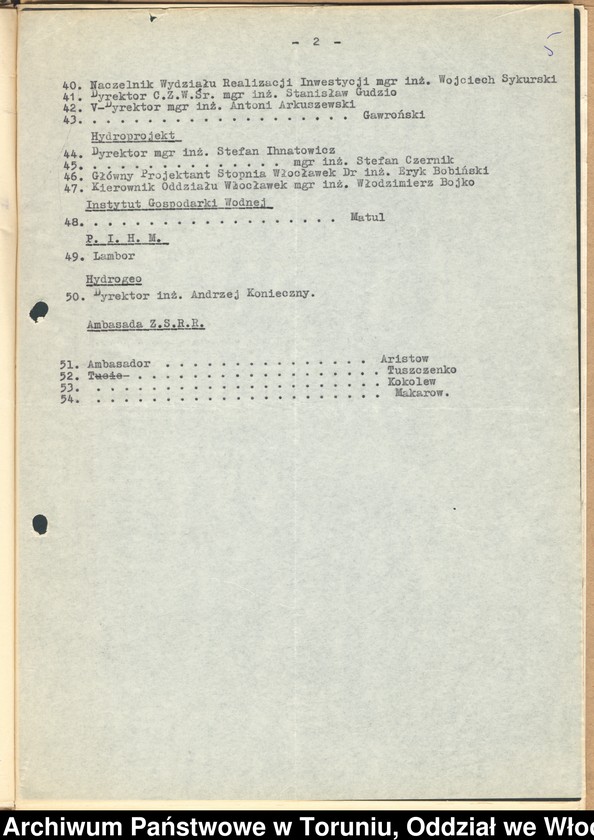 - 2 -
5
40. Naczelnik Wydziału Realizacji Inwestycji mgr inż. Wojciech Sykurski
41. Dyrektor C.Z.W.Śr. mgr inż. Stanisław Gudzio
42. V-Dyrektor mgr inż. Antoni Arkuszewski
43. . . . . . . . . . . . . . . . . . . . Gawroński
Hydroprojekt
44. Dyrektor mgr inż. Stefan Ihnatowicz
45. . . . . . . . . . . . . . . mgr inż. Stefan Czernik
46. Główny Projektant Stopnia Włocławek Dr inż. Eryk Bobiński
47. Kierownik Oddziału Włocławek mgr inż. Włodzimierz Bojko
Instytut Gospodarki Wodnej
48. . . . . . . . . . . . . . . . . . . Matul
P. I. H. M.
49. Lambor
Hydrogeo
50. Dyrektor inż. Andrzej Konieczny.
Ambasada Z.S.R.R.
51. Ambasador . . . . . . . . . . . . . . . Aristow
52. Tusic- . . . . . . . . . . . . . . . . . Tuszczenko
53. . . . . . . . . . . . . . . . . . . . . Kokolew
54. . . . . . . . . . . . . . . . . . . . . Makarow.
Archiwum Państwowe w Toruniu, Oddział we Włoc